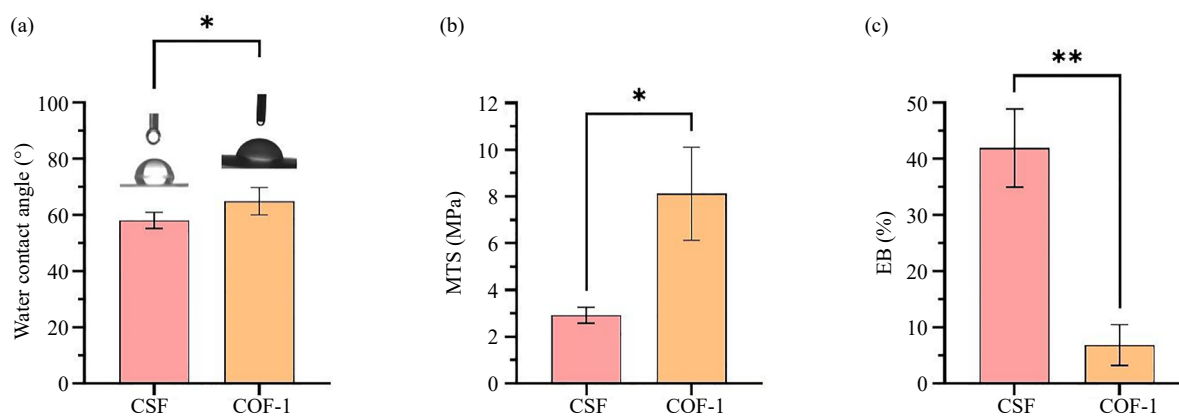 (a)
*
Water contact angle (°)
100
80
60
40
20
0
CSF
COF-1
(b)
*
MTS (MPa)
12
10
8
6
4
2
0
CSF
COF-1
(c)
**
EB (%)
50
40
30
20
10
0
CSF
COF-1